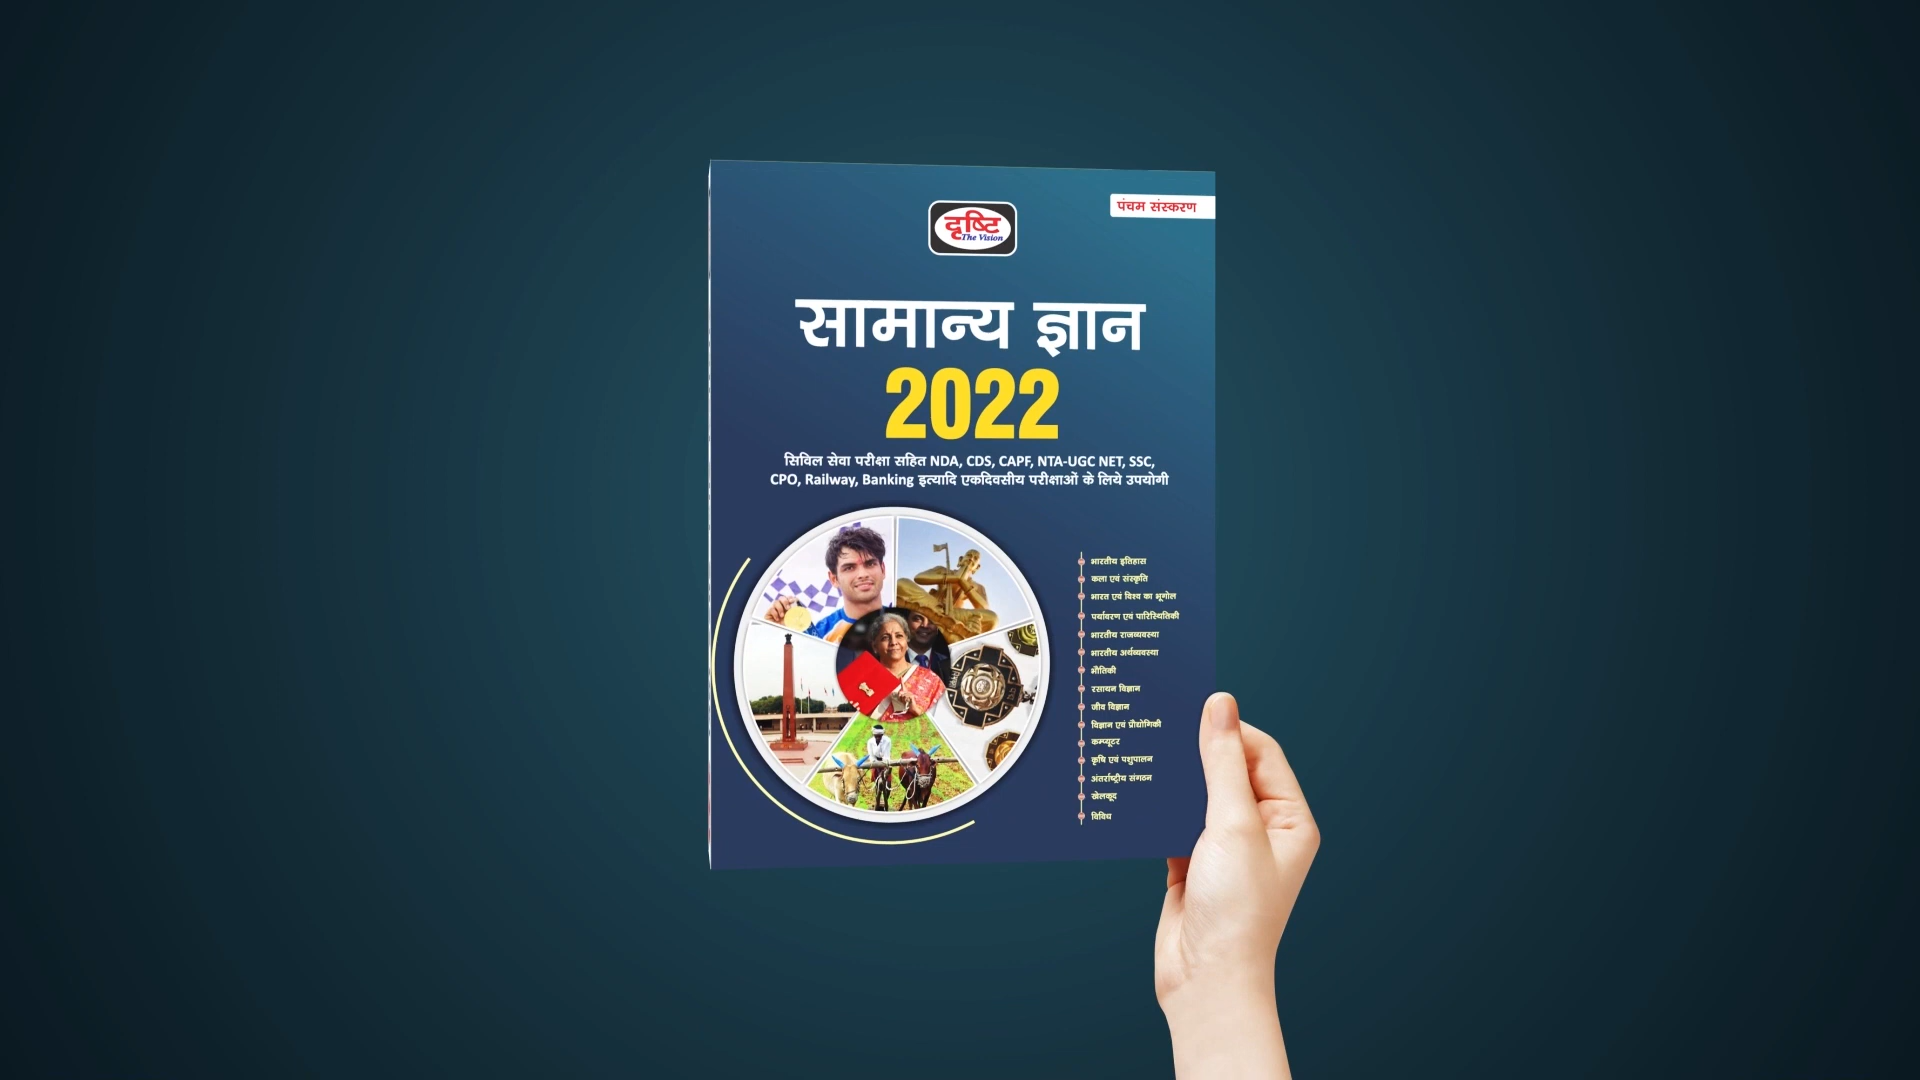 दृष्टि
The Vision
पंचम संस्करण
सामान्य ज्ञान
2022
सिविल सेवा परीक्षा सहित NDA, CDS, CAPF, NTA-UGC NET, SSC,
CPO, Railway, Banking इत्यादि एकदिवसीय परीक्षाओं के लिये उपयोगी
भारतीय इतिहास
कला एवं संस्कृति
भारत एवं विश्व का भूगोल
पर्यावरण एवं पारिस्थितिकी
भारतीय राजव्यवस्था
भारतीय अर्थव्यवस्था
भौतिकी
रसायन विज्ञान
जीव विज्ञान
विज्ञान एवं प्रौद्योगिकी
कम्प्यूटर
कृषि एवं पशुपालन
अंतर्राष्ट्रीय संगठन
खेलकूद
विविध